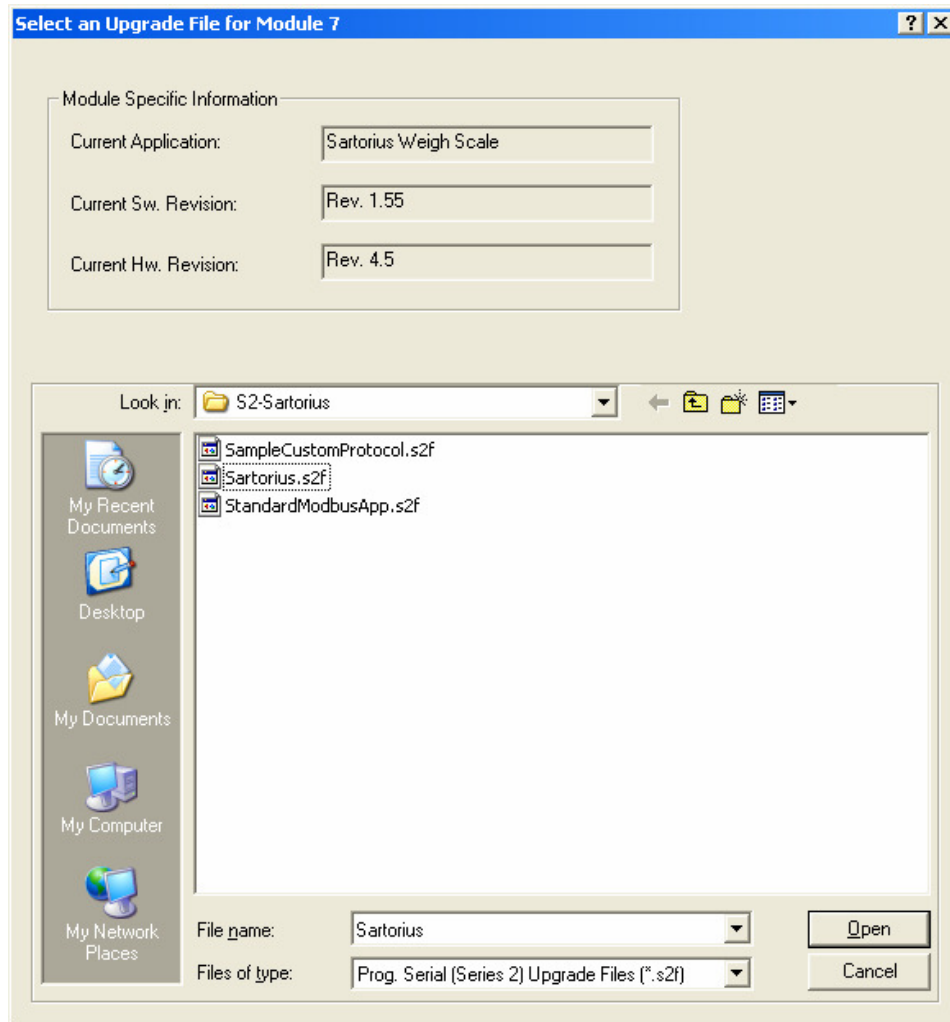 Select an Upgrade File for Module 7
Module Specific Information
Current Application: Sartorius Weigh Scale
Current Sw. Revision: Rev. 1.55
Current Hw. Revision: Rev. 4.5
Look in: S2-Sartorius
SampleCustomProtocol.s2f
Sartorius.s2f
StandardModbusApp.s2f
My Recent
Documents
Desktop
My Documents
My Computer
My Network
Places
File name: Sartorius Open
Files of type: Prog. Serial (Series 2) Upgrade Files (*.s2f) Cancel